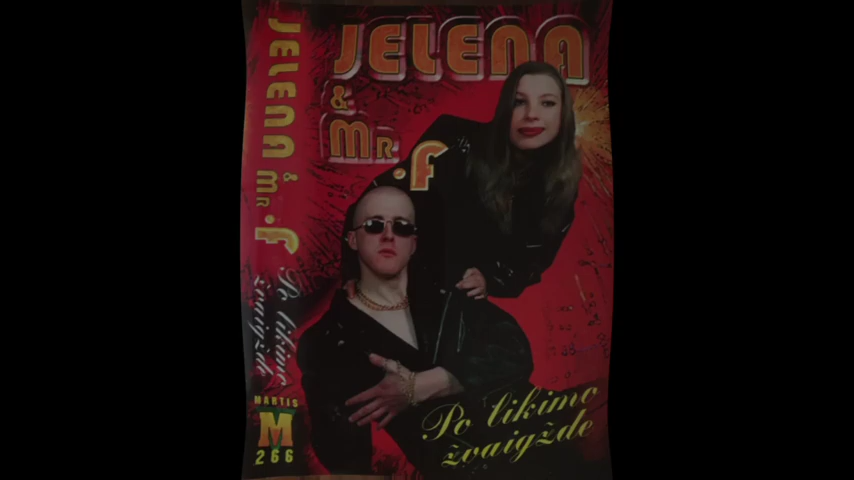 JELENA
& MR.F
Po likimo
žvaigžde
JELENA & MR.F
Po likimo
žvaigžde
MARTIS
M
266